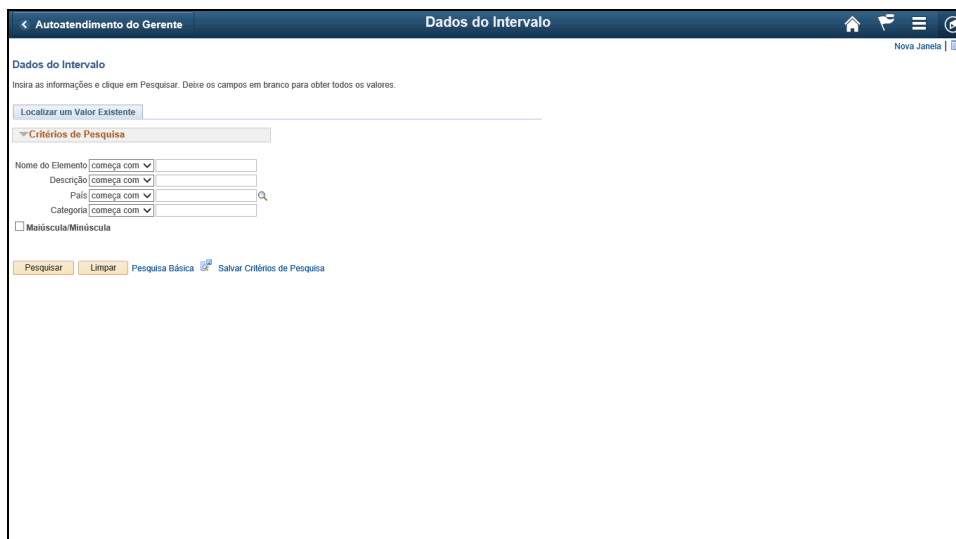 Autoatendimento do Gerente
Dados do Intervalo
Nova Janela |
Dados do Intervalo
Insira as informações e clique em Pesquisar. Deixe os campos em branco para obter todos os valores.
Localizar um Valor Existente
Critérios de Pesquisa
Nome do Elemento começa com
Descrição começa com
País começa com
Categoria começa com
Maiúscula/Minúscula
Pesquisar Limpar Pesquisa Básica Salvar Critérios de Pesquisa